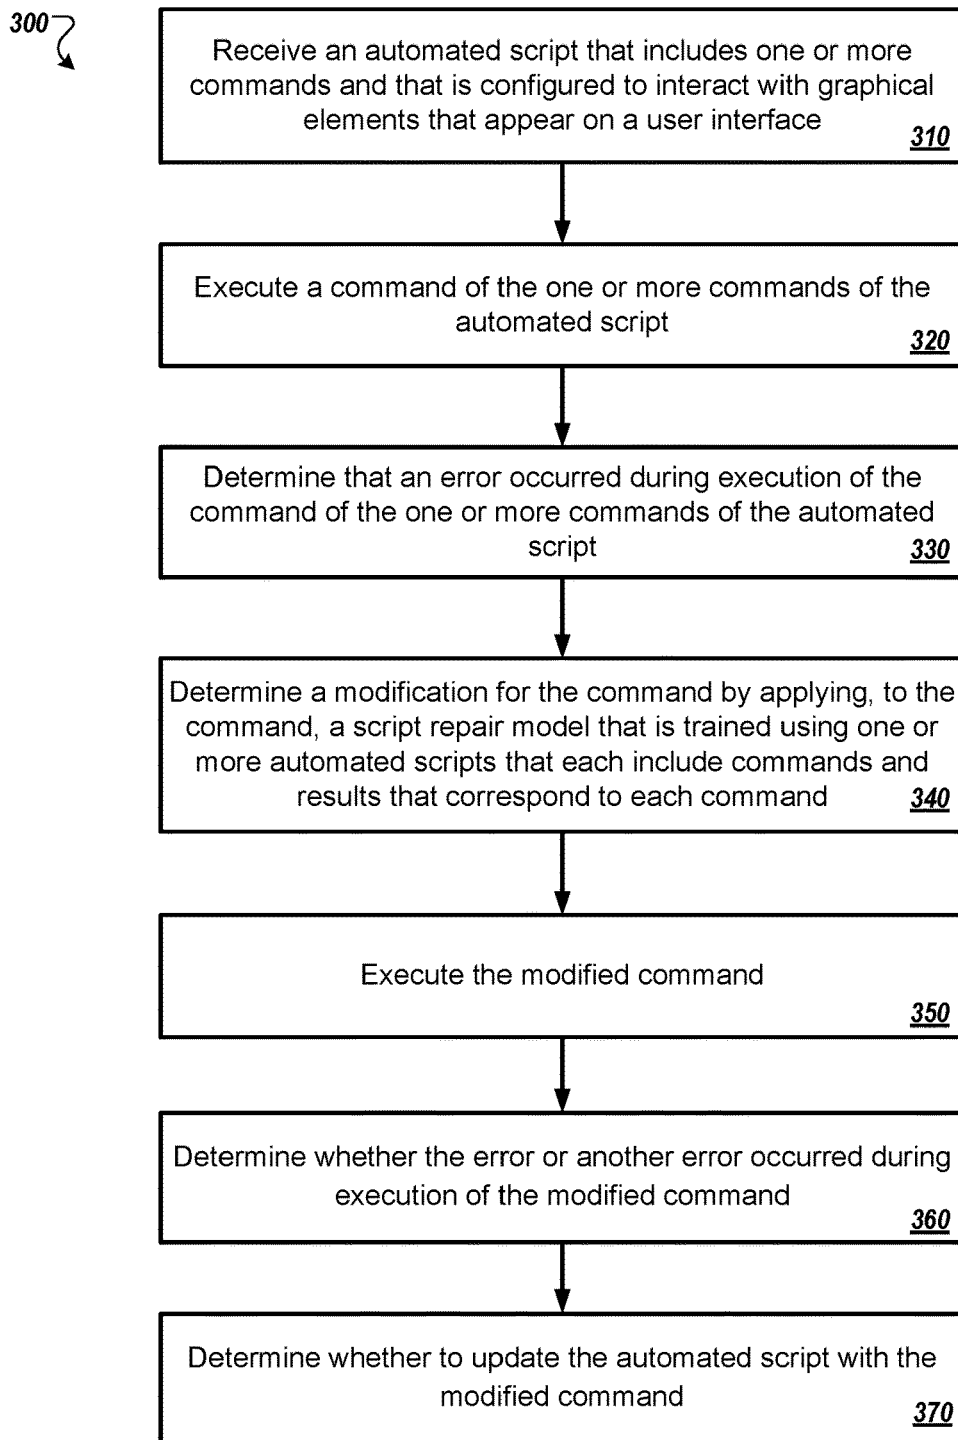 300
Receive an automated script that includes one or more
commands and that is configured to interact with graphical
elements that appear on a user interface
310
Execute a command of the one or more commands of the
automated script
320
Determine that an error occurred during execution of the
command of the one or more commands of the automated
script
330
Determine a modification for the command by applying, to the
command, a script repair model that is trained using one or
more automated scripts that each include commands and
results that correspond to each command
340
Execute the modified command
350
Determine whether the error or another error occurred during
execution of the modified command
360
Determine whether to update the automated script with the
modified command
370